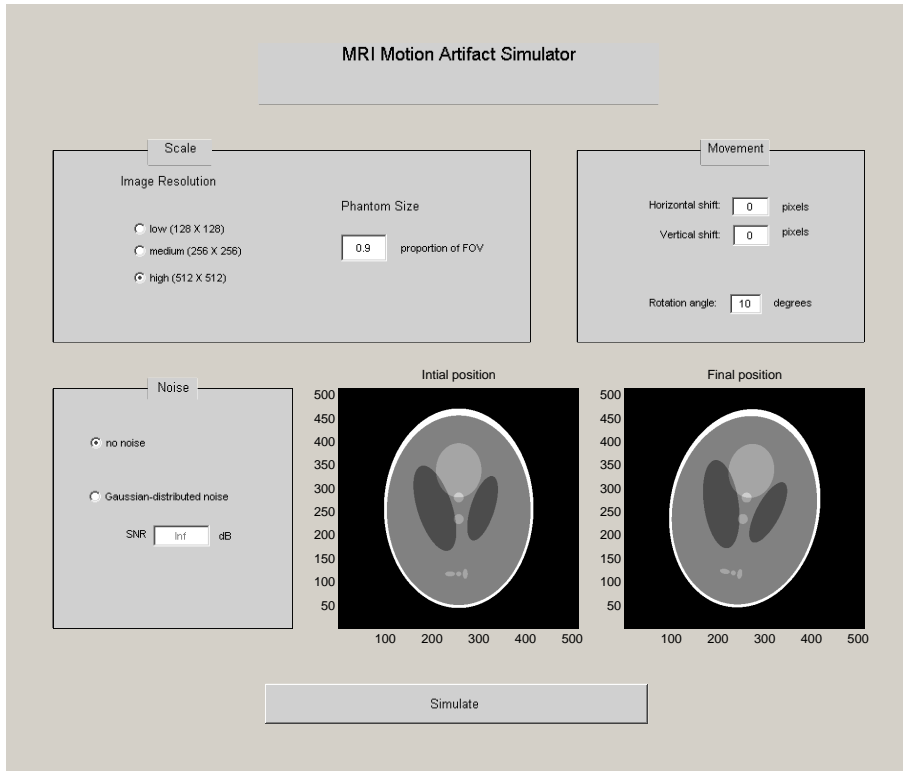 MRI Motion Artifact Simulator
Scale
Image Resolution
low (128 X 128)
medium (256 X 256)
high (512 X 512)
Phantom Size
0.9 proportion of FOV
Movement
Horizontal shift: 0 pixels
Vertical shift: 0 pixels
Rotation angle: 10 degrees
Noise
no noise
Gaussian-distributed noise
SNR Inf dB
Intial position
500
450
400
350
300
250
200
150
100
50
100 200 300 400 500
Final position
500
450
400
350
300
250
200
150
100
50
100 200 300 400 500
Simulate